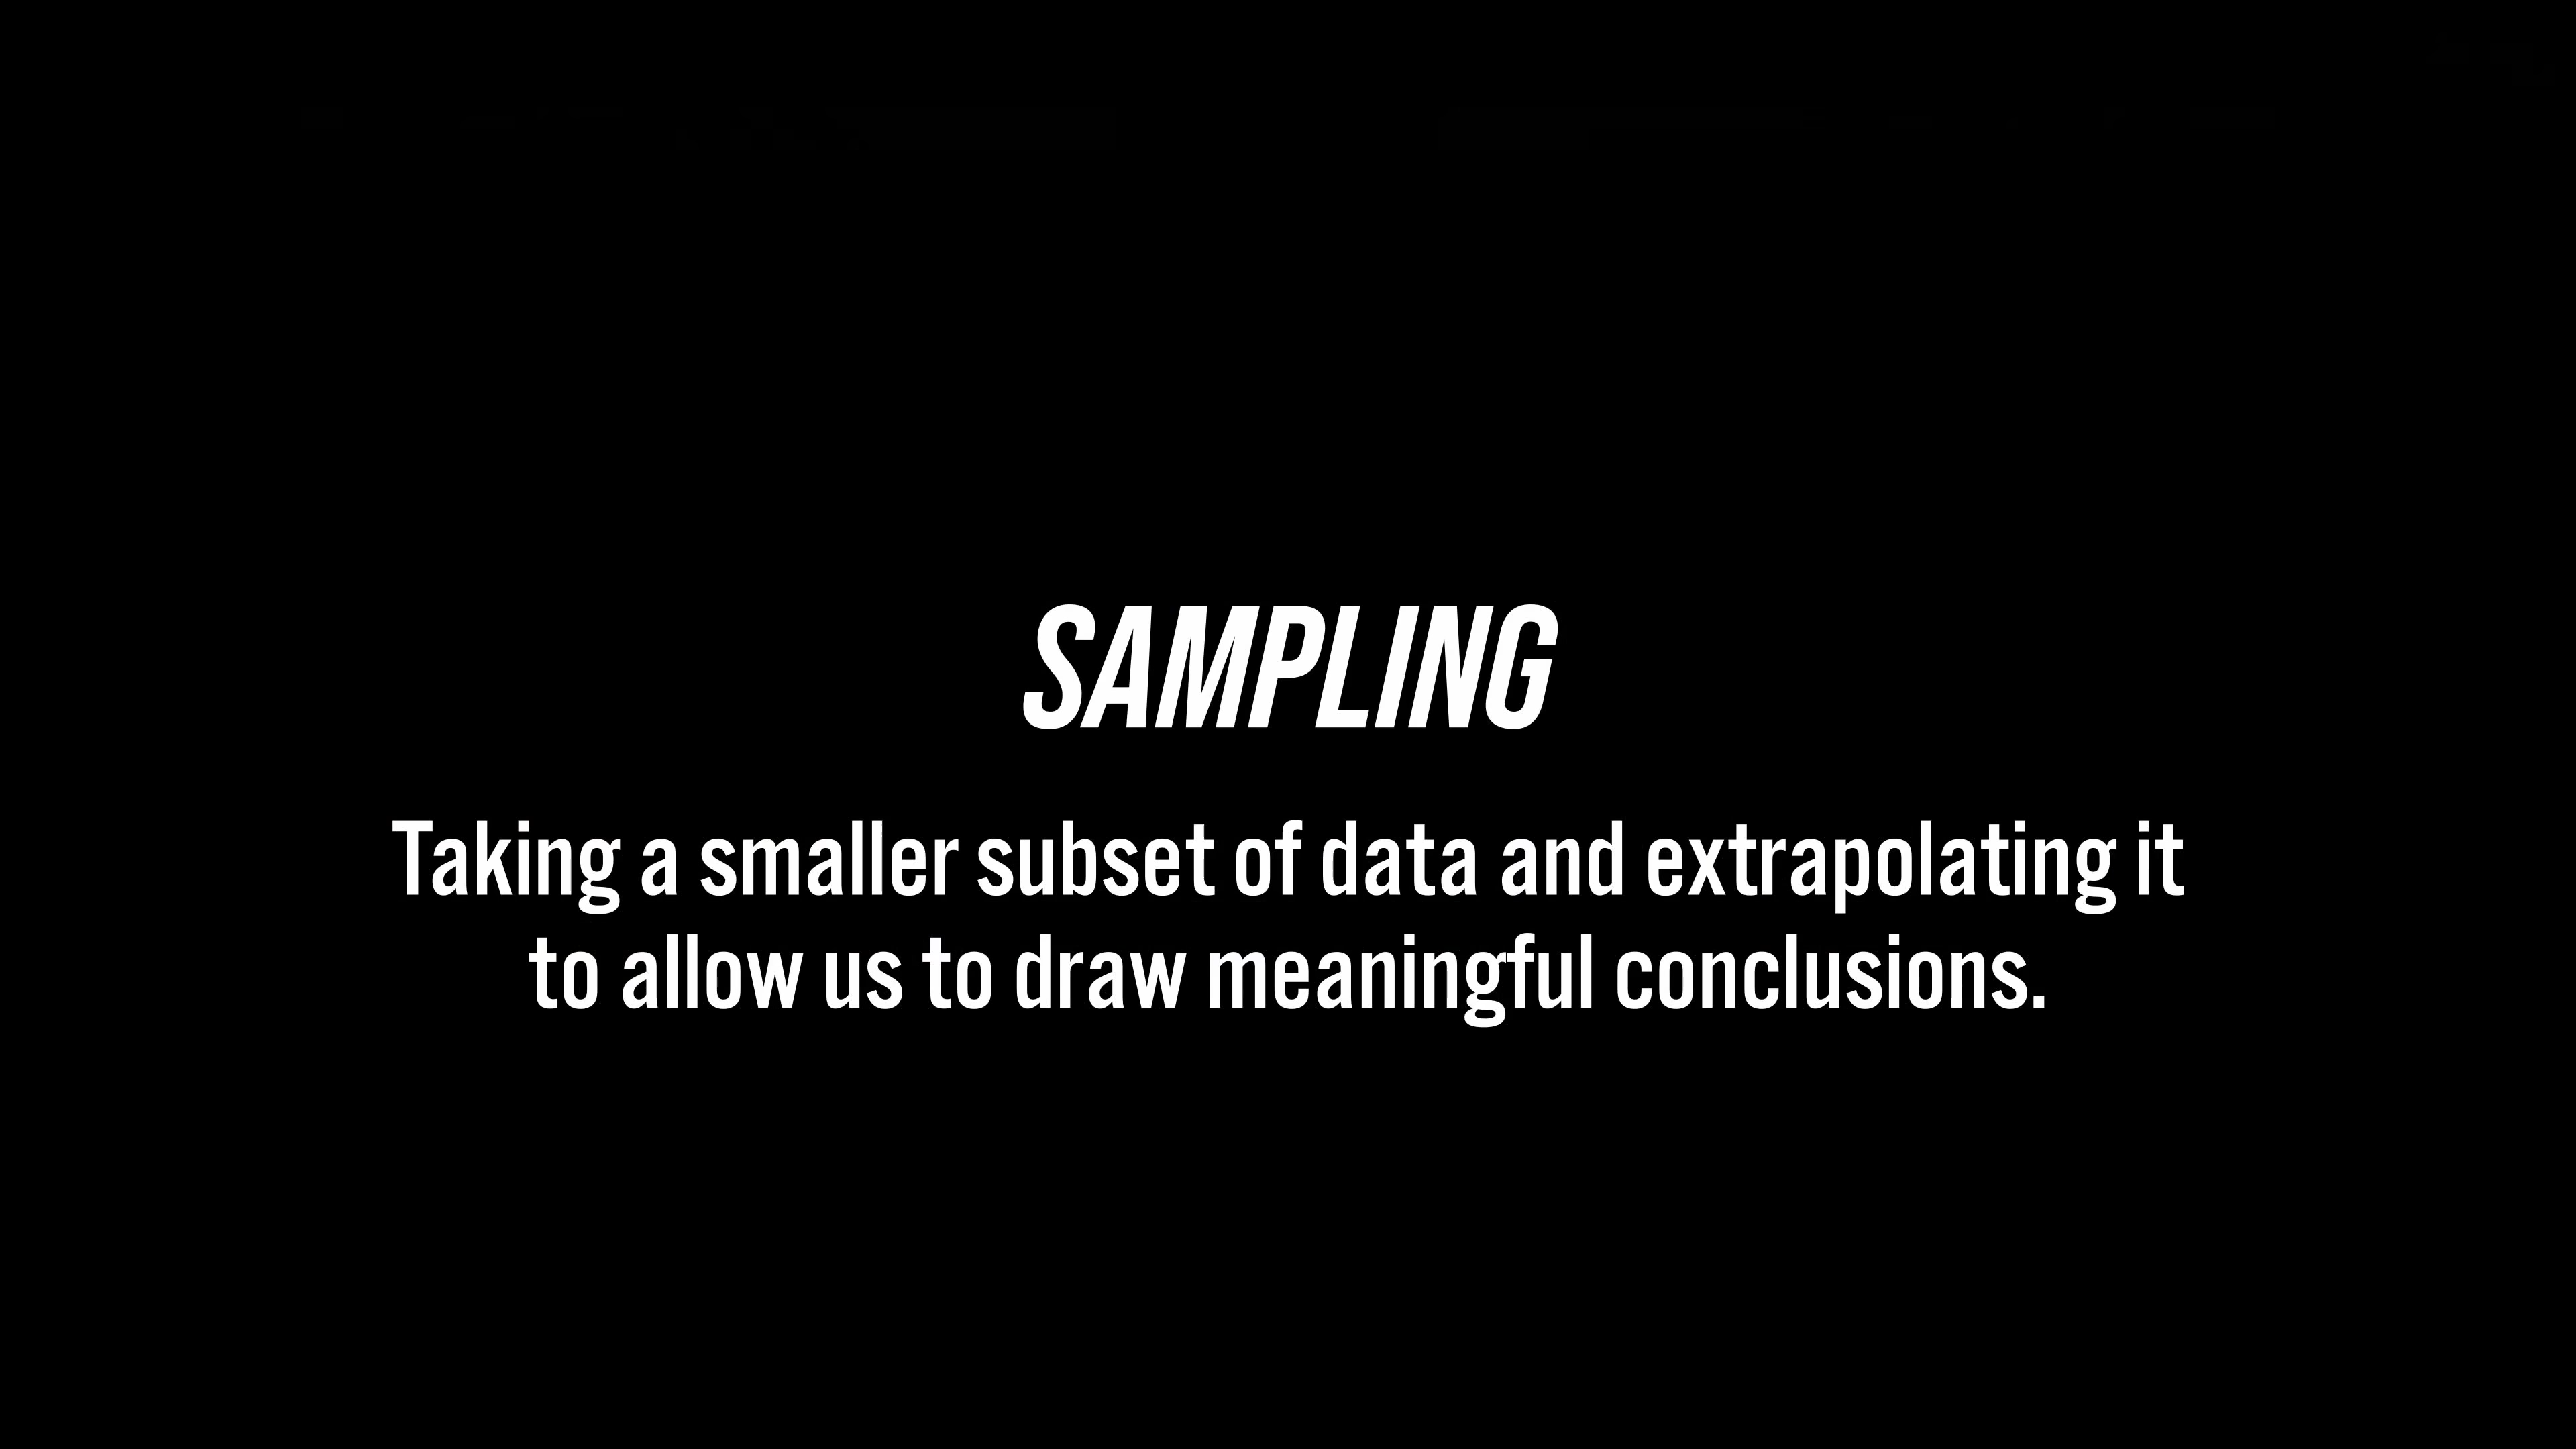 SAMPLING
Taking a smaller subset of data and extrapolating it
to allow us to draw meaningful conclusions.